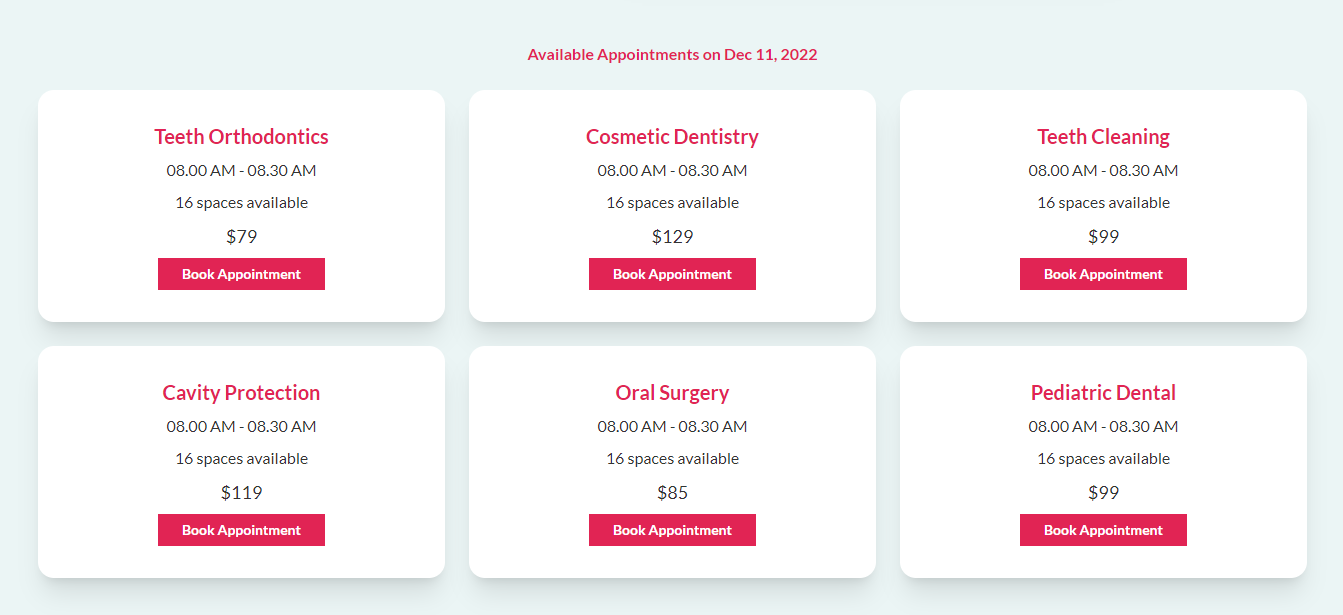 Available Appointments on Dec 11, 2022
Teeth Orthodontics
08.00 AM - 08.30 AM
16 spaces available
$79
Book Appointment
Cosmetic Dentistry
08.00 AM - 08.30 AM
16 spaces available
$129
Book Appointment
Teeth Cleaning
08.00 AM - 08.30 AM
16 spaces available
$99
Book Appointment
Cavity Protection
08.00 AM - 08.30 AM
16 spaces available
$119
Book Appointment
Oral Surgery
08.00 AM - 08.30 AM
16 spaces available
$85
Book Appointment
Pediatric Dental
08.00 AM - 08.30 AM
16 spaces available
$99
Book Appointment